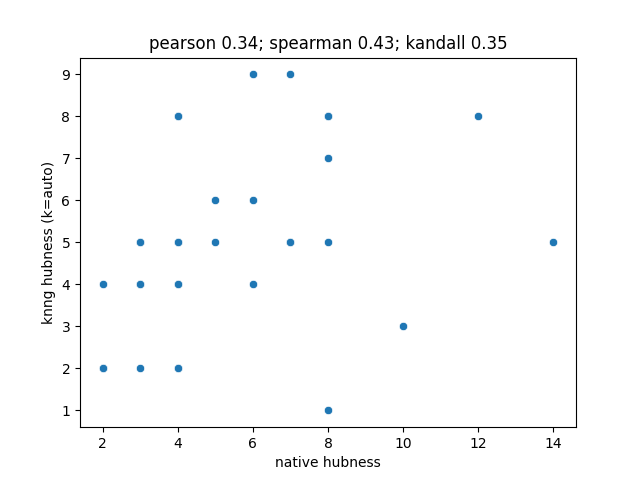 pearson 0.34; spearman 0.43; kandall 0.35
9
8
7
6
5
4
3
2
1
knng hubness (k=auto)
2 4 6 8 10 12 14
native hubness